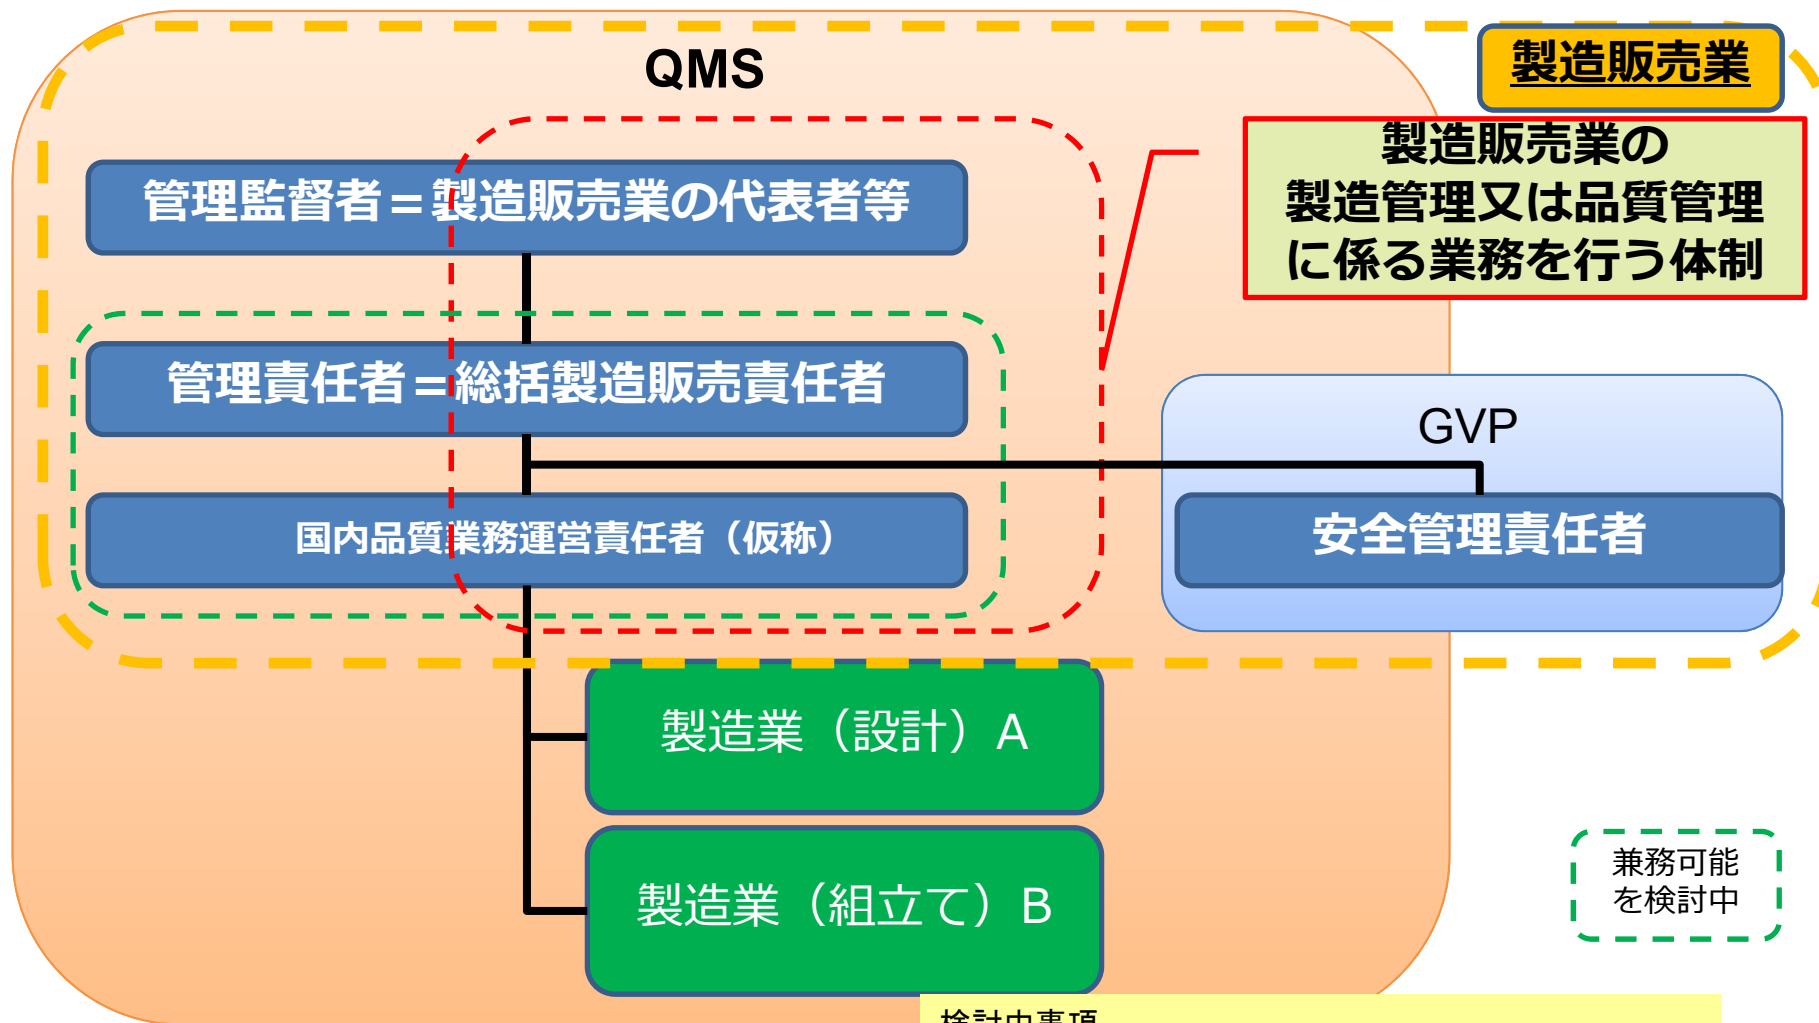 QMS
製造販売業
製造販売業の
製造管理又は品質管理
に係る業務を行う体制
管理監督者=製造販売業の代表者等
管理責任者=総括製造販売責任者
国内品質業務運営責任者（仮称）
GVP
安全管理責任者
製造業（設計）A
製造業（組立て）B
兼務可能
を検討中
検討中事項